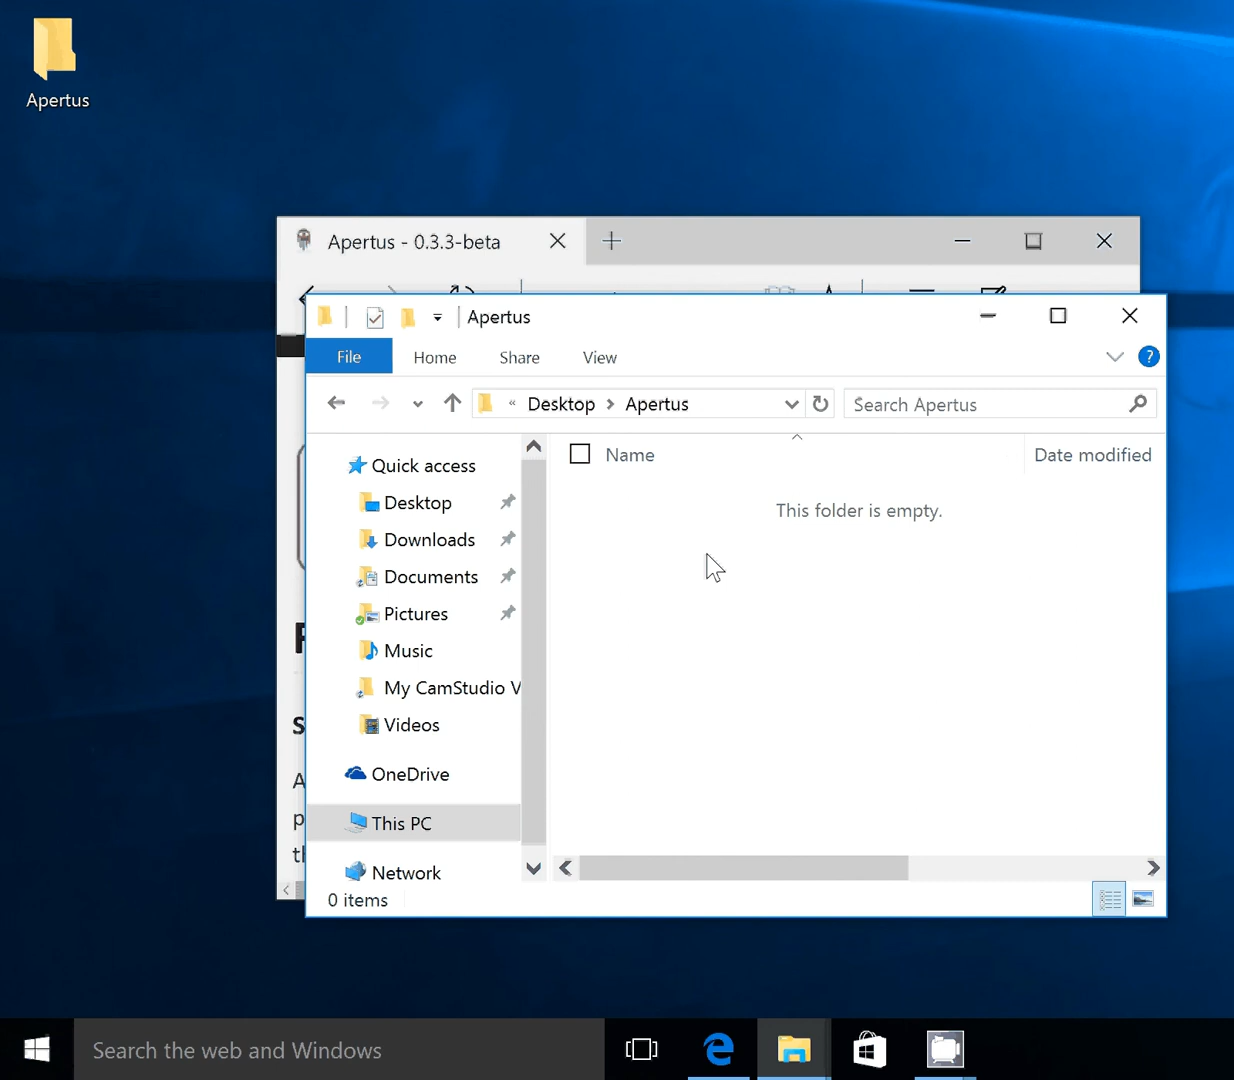 Apertus
Apertus - 0.3.3-beta
Apertus
File Home Share View
« Desktop > Apertus
Search Apertus
Name Date modified
This folder is empty.
Quick access
Desktop
Downloads
Documents
Pictures
Music
My CamStudio V
Videos
OneDrive
This PC
Network
0 items
Search the web and Windows